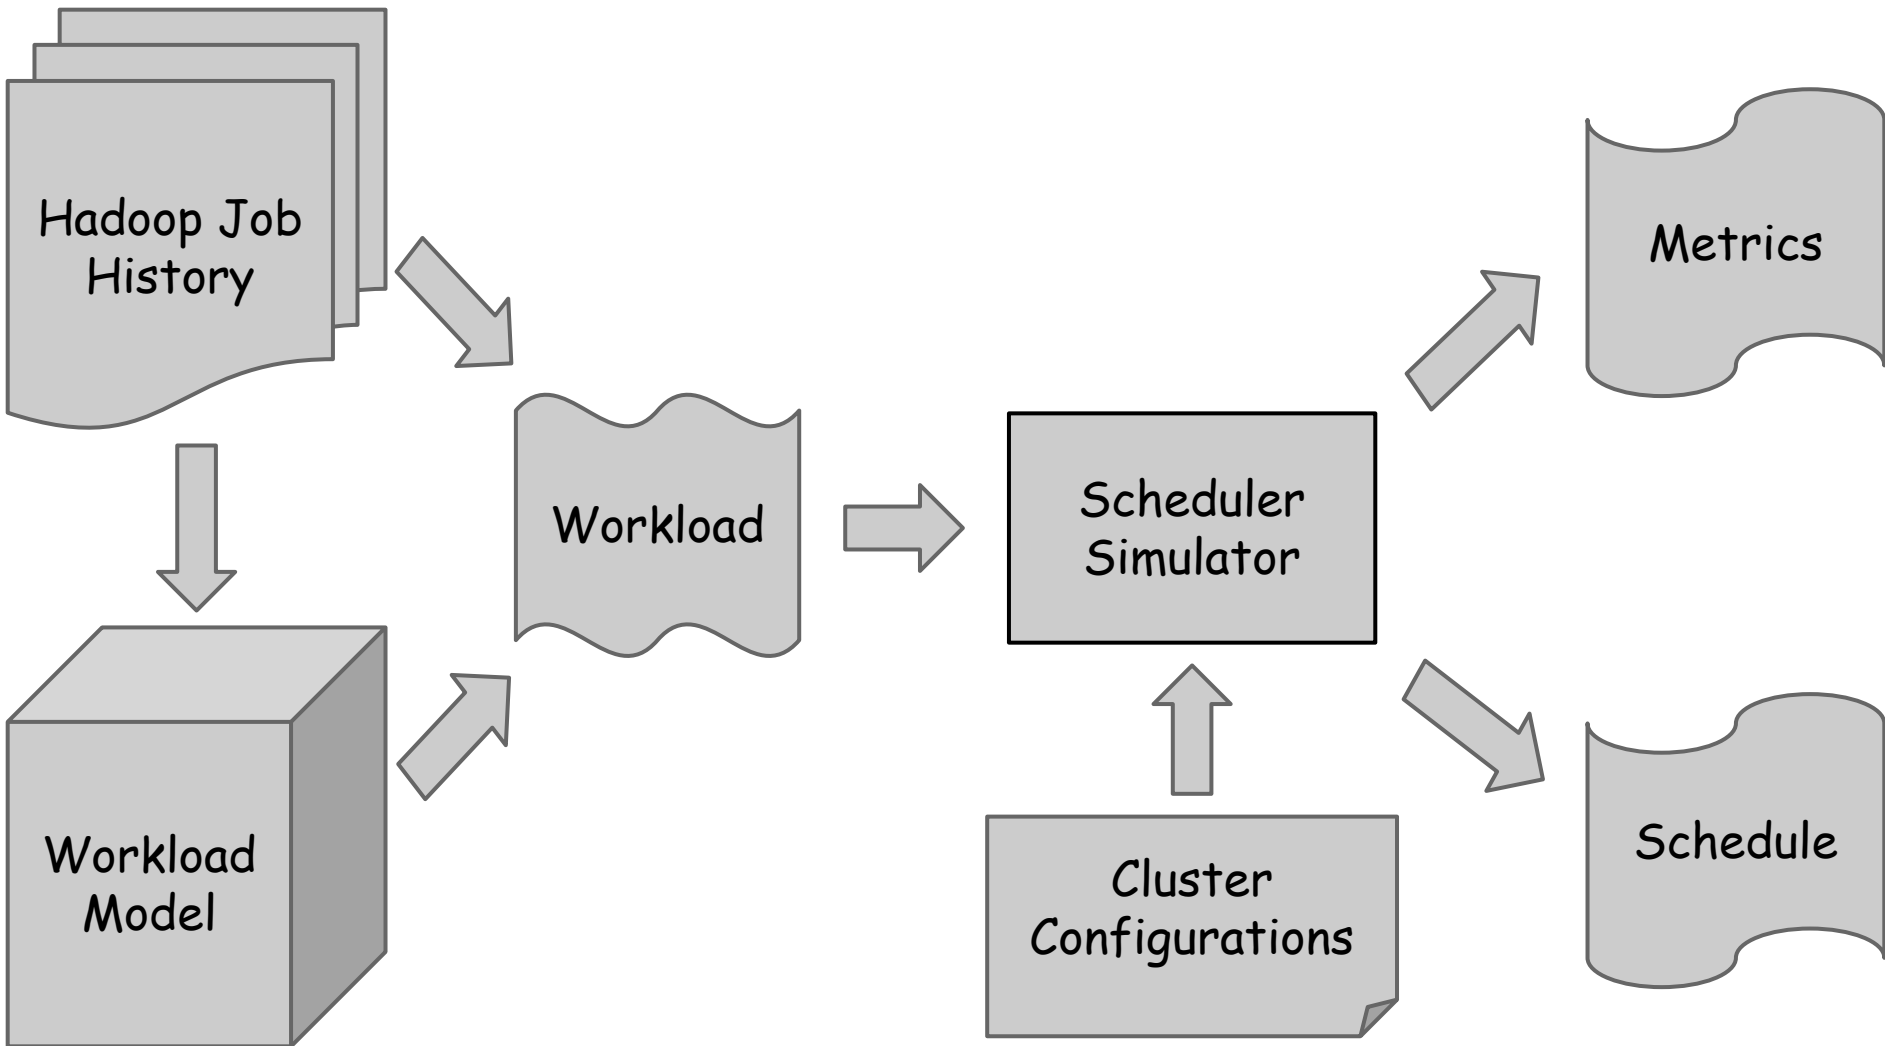 Hadoop Job
History
Metrics
Workload
Scheduler
Simulator
Workload
Model
Cluster
Configurations
Schedule